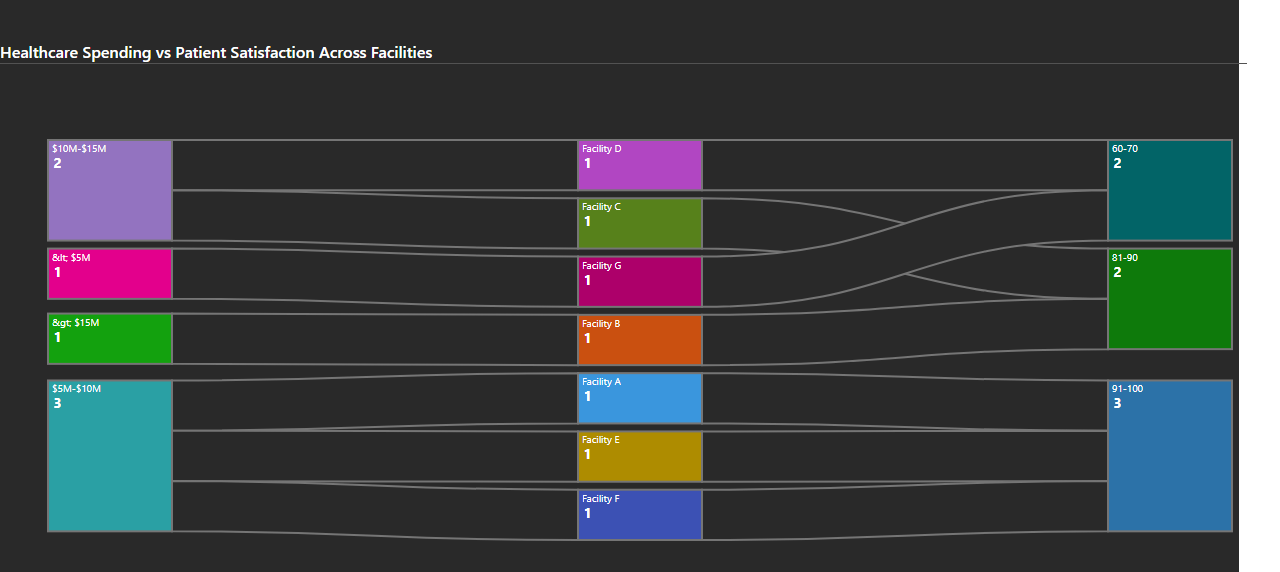 Healthcare Spending vs Patient Satisfaction Across Facilities
$10M-$15M
2
&lt; $5M
1
&gt; $15M
1
$5M-$10M
3
Facility D
1
Facility C
1
Facility G
1
Facility B
1
Facility A
1
Facility E
1
Facility F
1
60-70
2
81-90
2
91-100
3